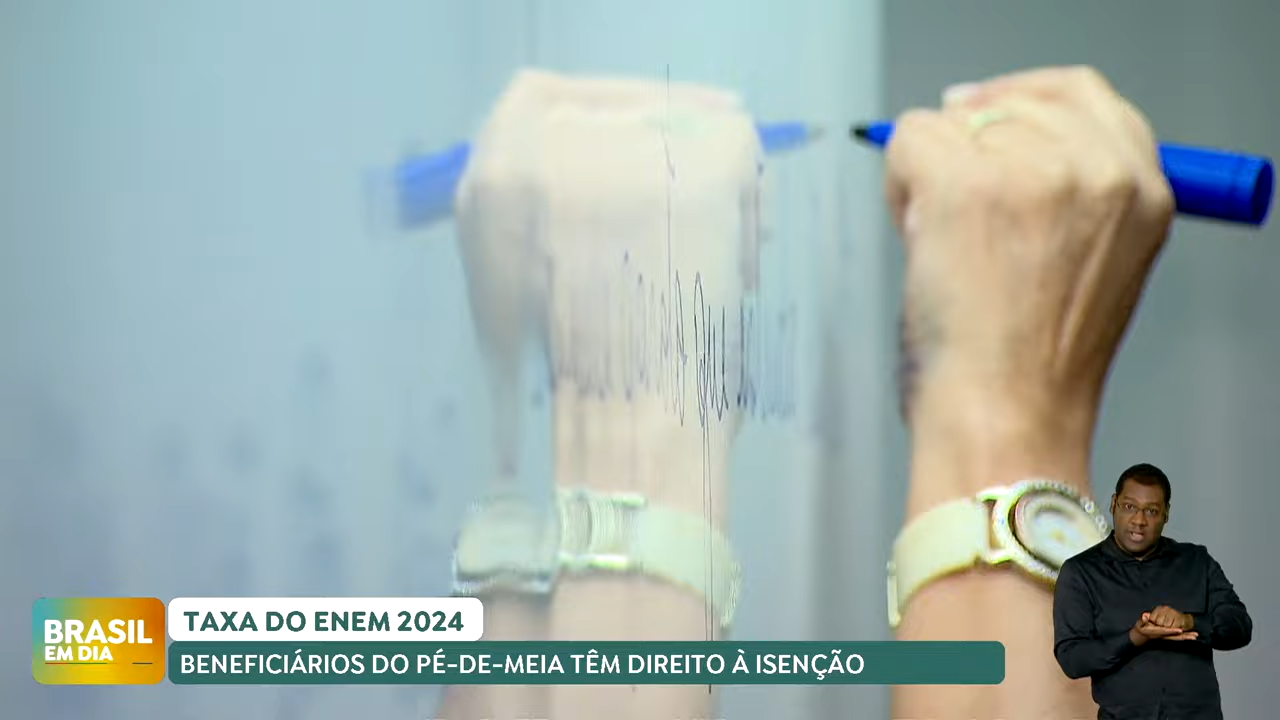 TAXA DO ENEM 2024
BRASIL
EM DIA
BENEFICIÁRIOS DO PÉ-DE-MEIA TÊM DIREITO À ISENÇÃO